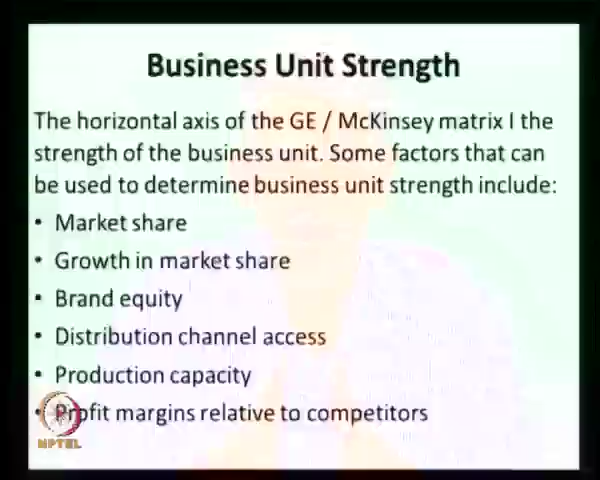 Business Unit Strength
The horizontal axis of the GE / McKinsey matrix I the
strength of the business unit. Some factors that can
be used to determine business unit strength include:
• Market share
• Growth in market share
• Brand equity
• Distribution channel access
• Production capacity
• Profit margins relative to competitors
NPTEL